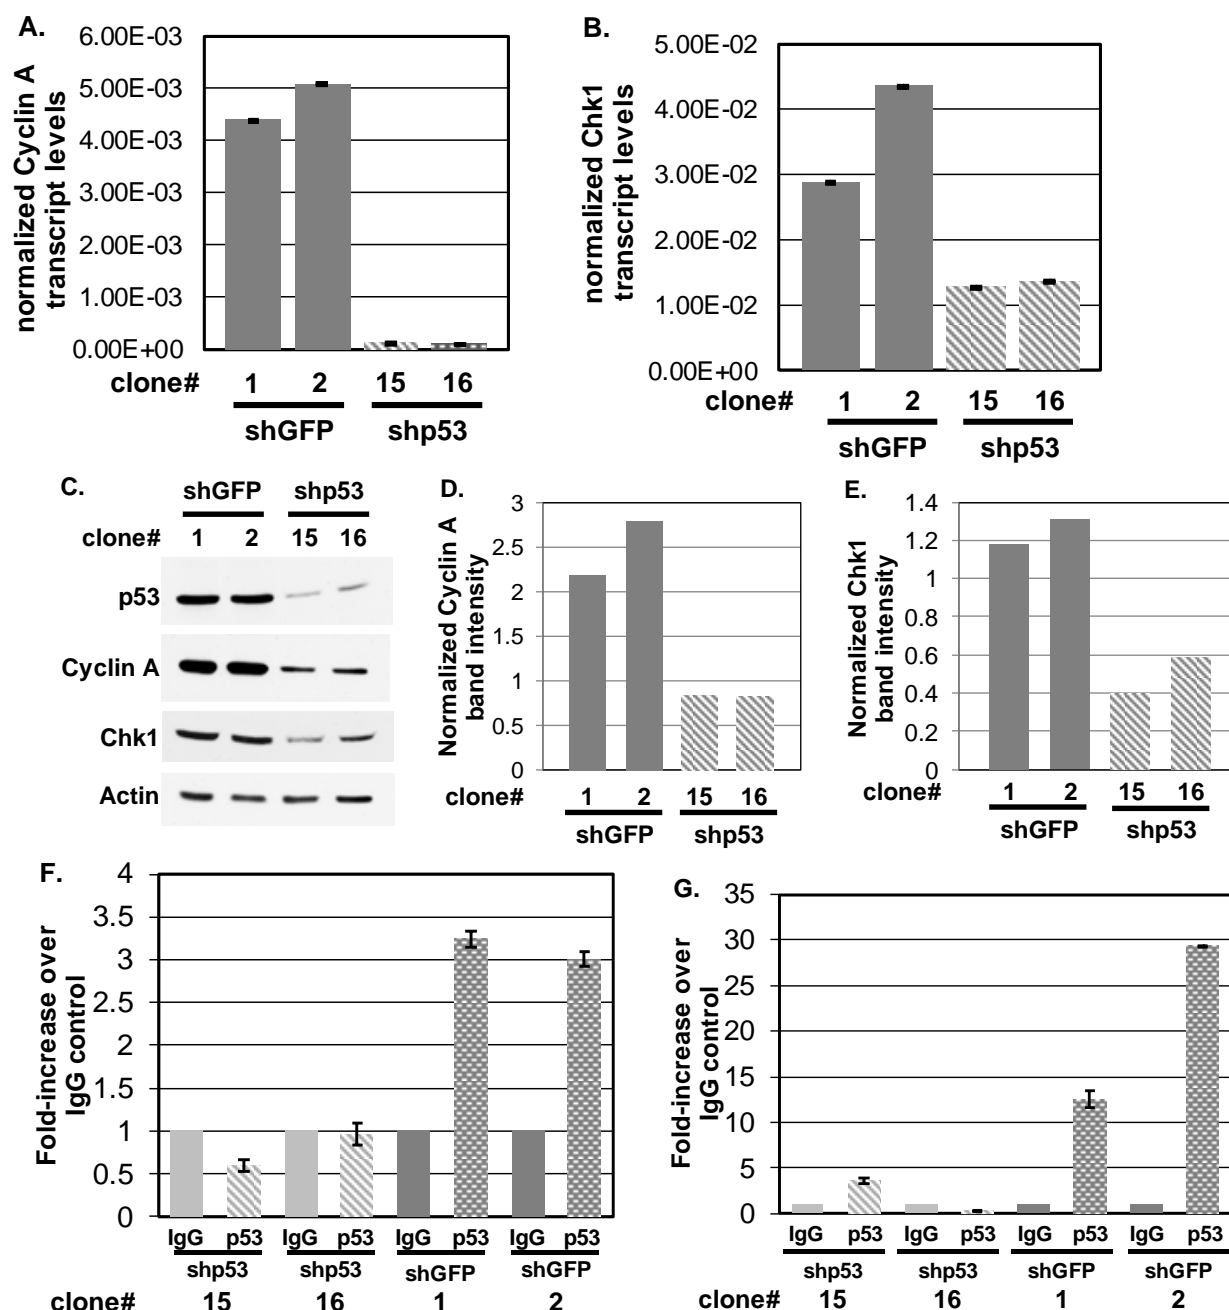 A.
normalized Cyclin A
transcript levels
6.00E-03
5.00E-03
4.00E-03
3.00E-03
2.00E-03
1.00E-03
0.00E+00
clone# 1 2 15 16
shGFP shp53
B.
normalized Chk1
transcript levels
5.00E-02
4.00E-02
3.00E-02
2.00E-02
1.00E-02
0.00E+00
clone# 1 2 15 16
shGFP shp53
C.
shGFP shp53
clone# 1 2 15 16
p53
Cyclin A
Chk1
Actin
D.
Normalized Cyclin A
band intensity
3
2.5
2
1.5
1
0.5
0
clone# 1 2 15 16
shGFP shp53
E.
Normalized Chk1
band intensity
1.4
1.2
1
0.8
0.6
0.4
0.2
0
clone# 1 2 15 16
shGFP shp53
F.
Fold-increase over
IgG control
4
3.5
3
2.5
2
1.5
1
0.5
0
IgG p53 IgG p53 IgG p53 IgG p53
shp53 shp53 shGFP shGFP
clone# 15 16 1 2
G.
Fold-increase over
IgG control
35
30
25
20
15
10
5
0
IgG p53 IgG p53 IgG p53 IgG p53
shp53 shp53 shGFP shGFP
clone# 15 16 1 2